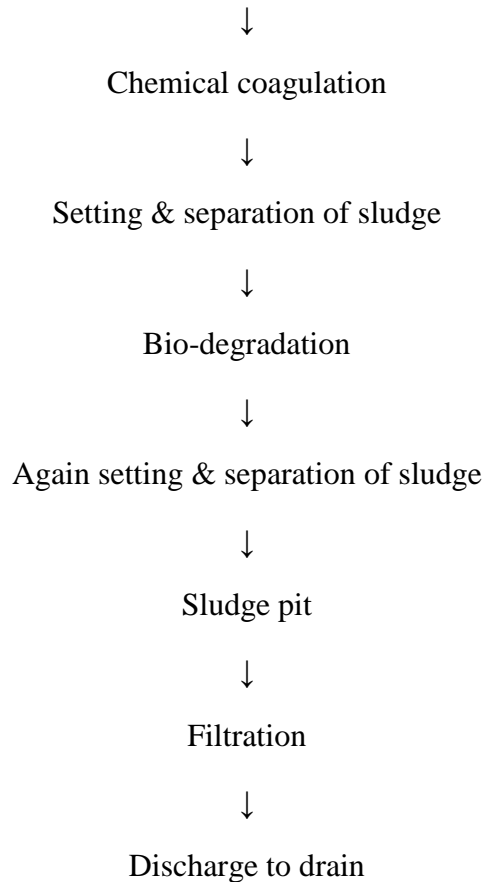 ↓
Chemical coagulation
↓
Setting & separation of sludge
↓
Bio-degradation
↓
Again setting & separation of sludge
↓
Sludge pit
↓
Filtration
↓
Discharge to drain